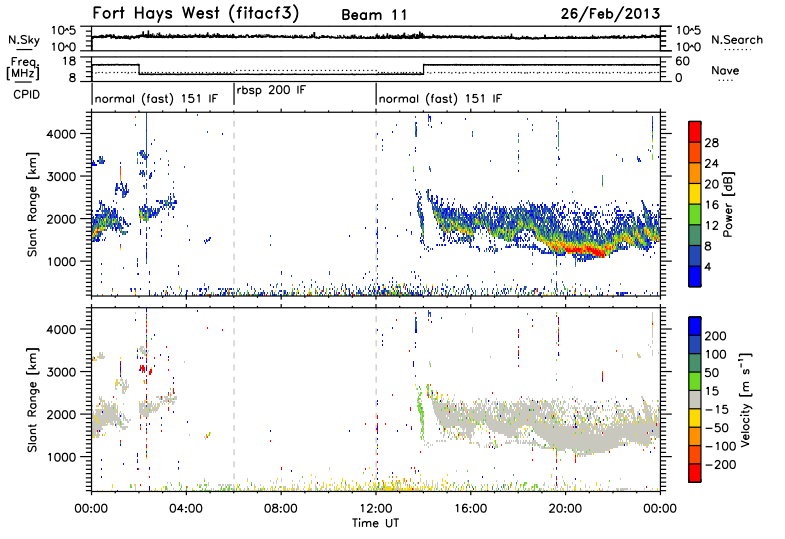 Fort Hays West (fitacf3) Beam 11 26/Feb/2013
N.Sky 10^5 10^0 10^5 10^0 N.Search
Freq. [MHz] 18 8 60 0 Nave
CPID normal (fast) 151 IF rbsp 200 IF normal (fast) 151 IF
Slant Range [km]
4000
3000
2000
1000
Power [dB]
28
24
20
16
12
8
4
Slant Range [km]
4000
3000
2000
1000
Velocity [m s⁻¹]
200
100
50
15
-15
-50
-100
-200
00:00 04:00 08:00 12:00 16:00 20:00 00:00
Time UT